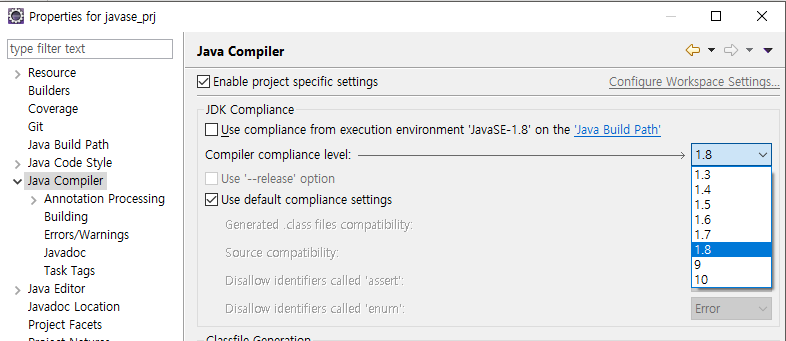 Properties for javase_prj
type filter text
Resource
Builders
Coverage
Git
Java Build Path
Java Code Style
Java Compiler
Annotation Processing
Building
Errors/Warnings
Javadoc
Task Tags
Java Editor
Javadoc Location
Project Facets
Project Natures
Java Compiler
Enable project specific settings
Configure Workspace Settings...
JDK Compliance
Use compliance from execution environment 'JavaSE-1.8' on the 'Java Build Path'
Compiler compliance level:
1.8
1.3
1.4
1.5
1.6
1.7
1.8
9
10
Use '--release' option
Use default compliance settings
Generated .class files compatibility:
Source compatibility:
Disallow identifiers called 'assert':
Disallow identifiers called 'enum':
Error
Classfile Generation